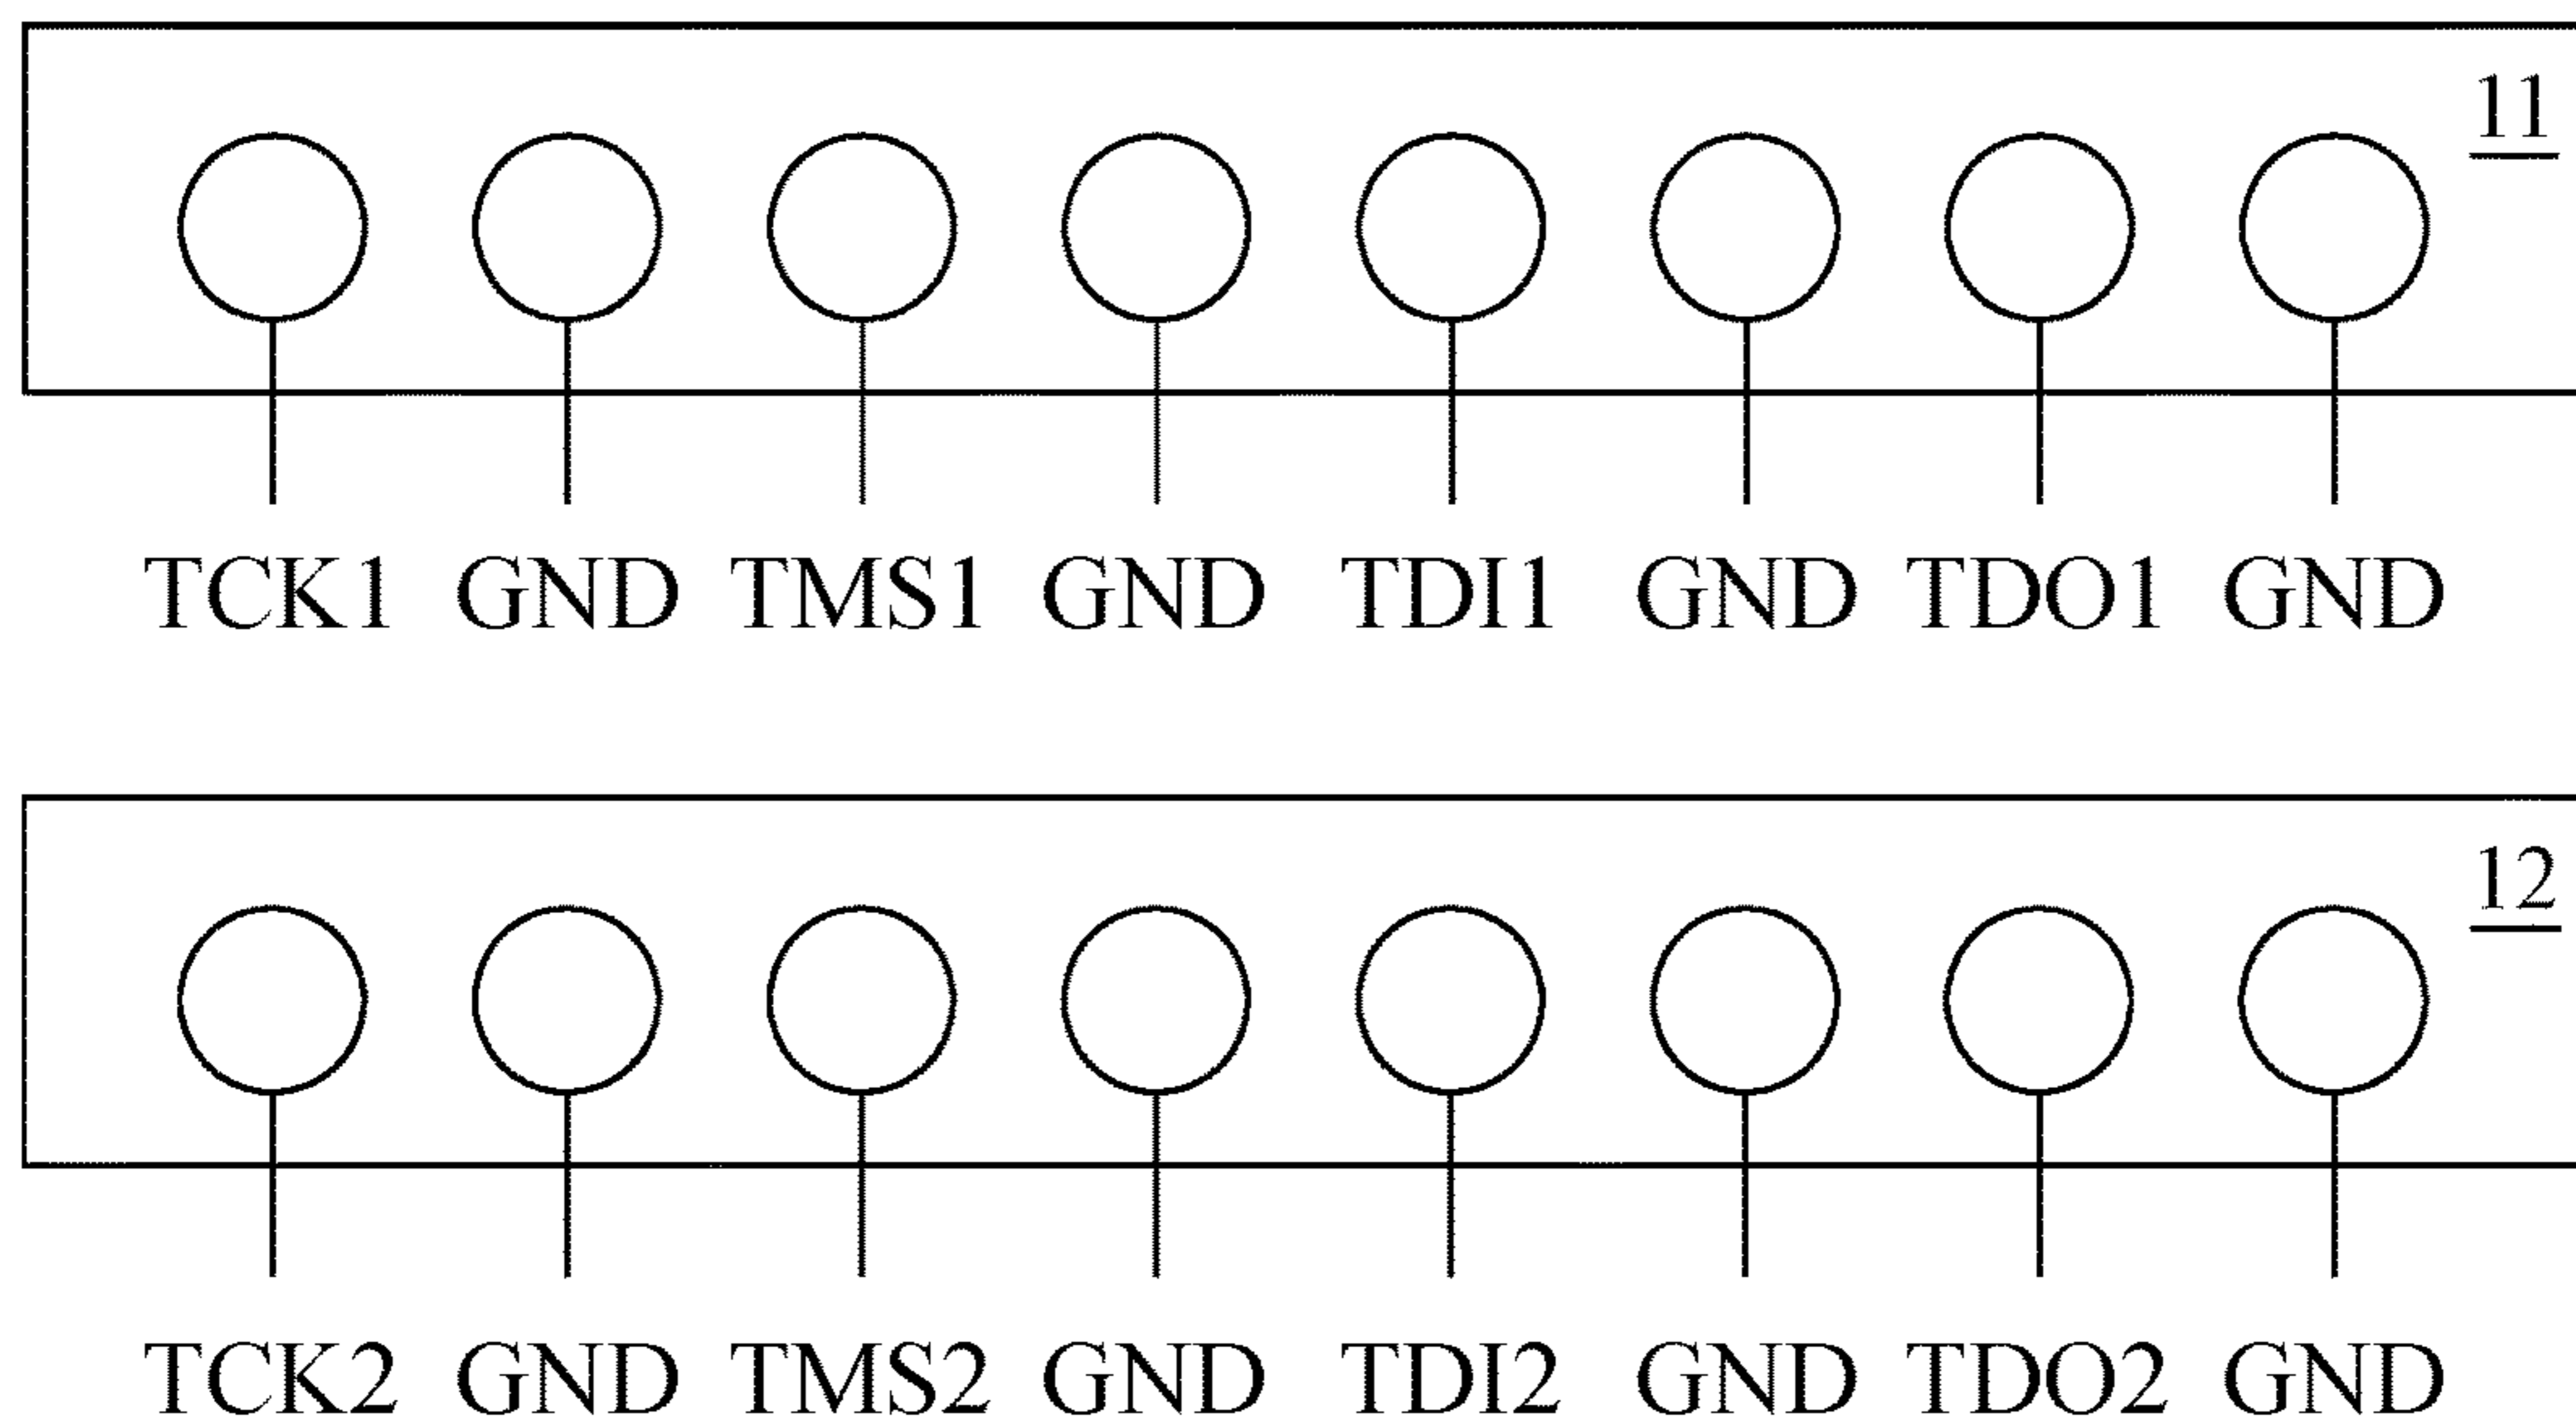 11
TCK1 GND TMS1 GND TDI1 GND TDO1 GND
12
TCK2 GND TMS2 GND TDI2 GND TDO2 GND